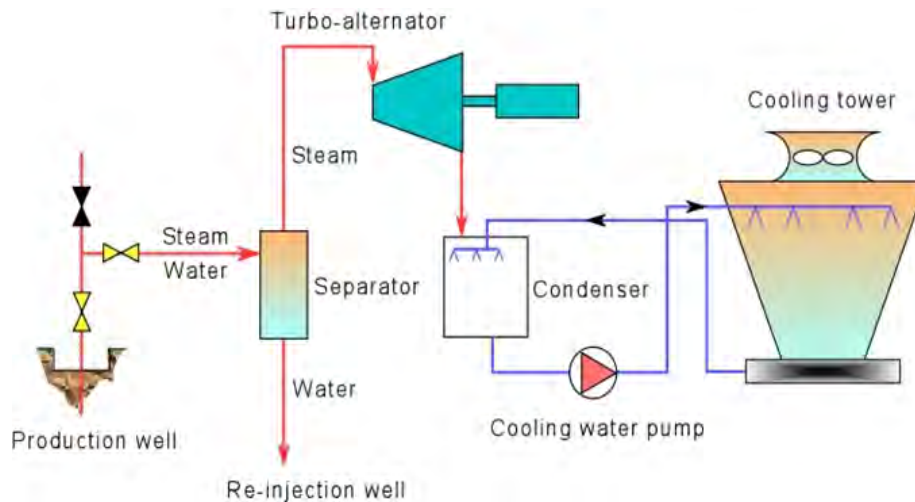 Turbo-alternator
Cooling tower
Steam
Steam
Water
Separator
Condenser
Water
Cooling water pump
Production well
Re-injection well